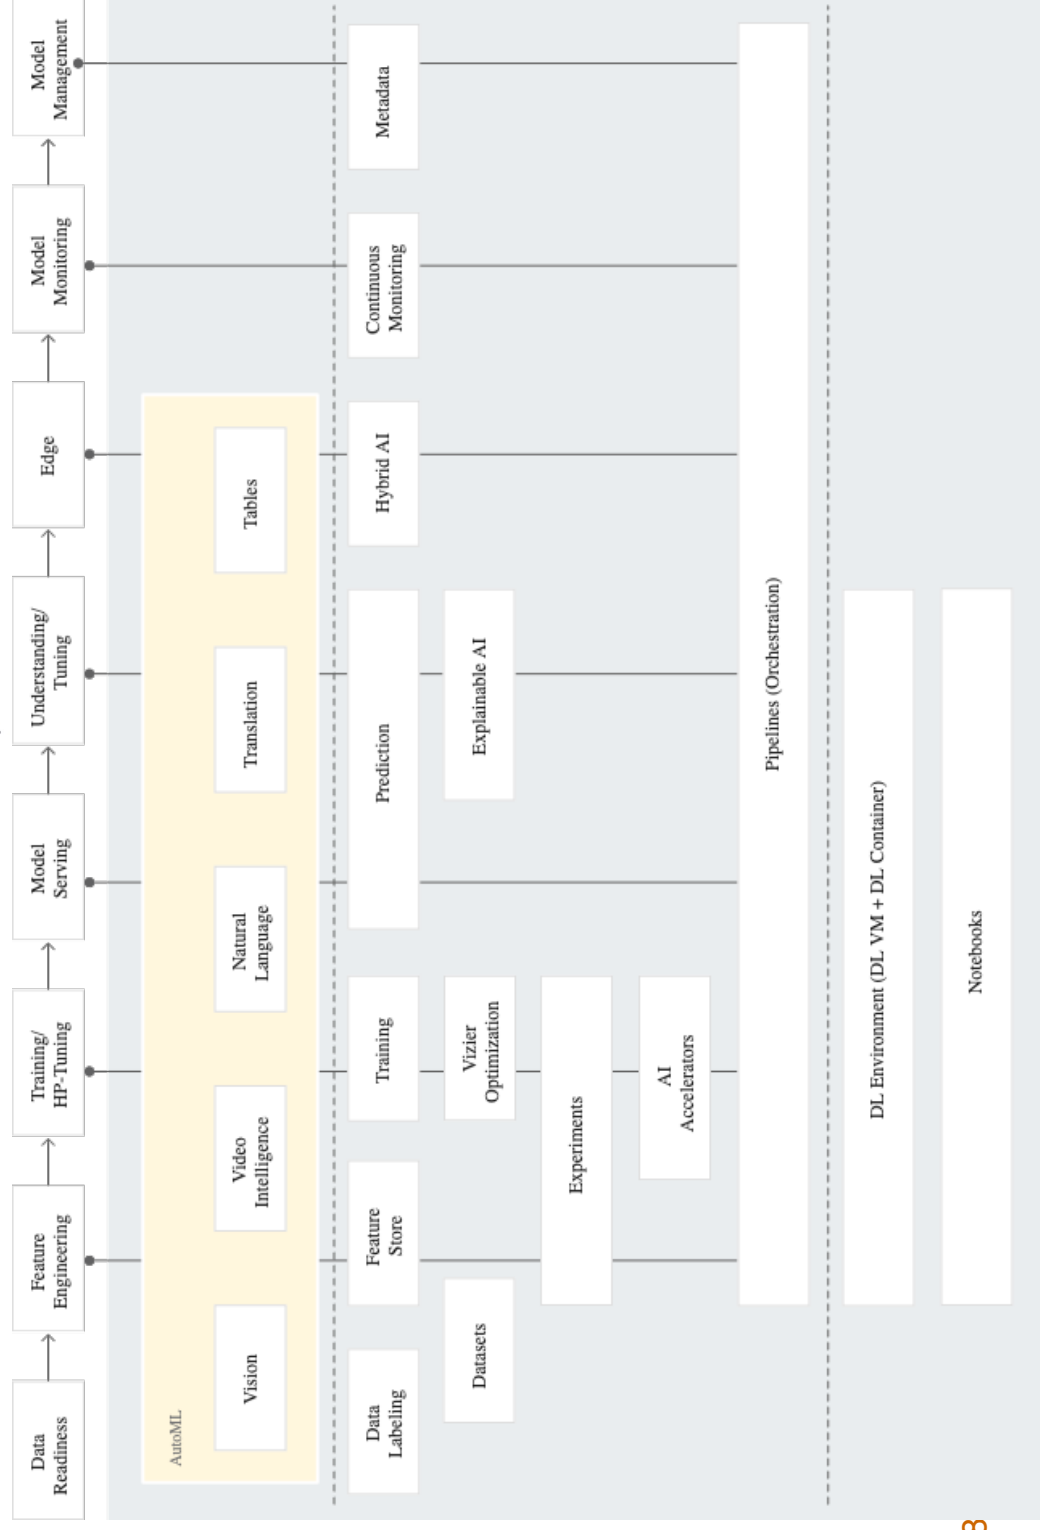 Data
Readiness
Feature
Engineering
Training/
HP-Tuning
Model
Serving
Understanding/
Tuning
Edge
Model
Monitoring
Model
Management
AutoML
Vision
Video
Intelligence
Natural
Language
Translation
Tables
Data
Labeling
Feature
Store
Training
Prediction
Hybrid AI
Continuous
Monitoring
Metadata
Datasets
Vizier
Optimization
Explainable AI
Experiments
AI
Accelerators
Pipelines (Orchestration)
DL Environment (DL VM + DL Container)
Notebooks